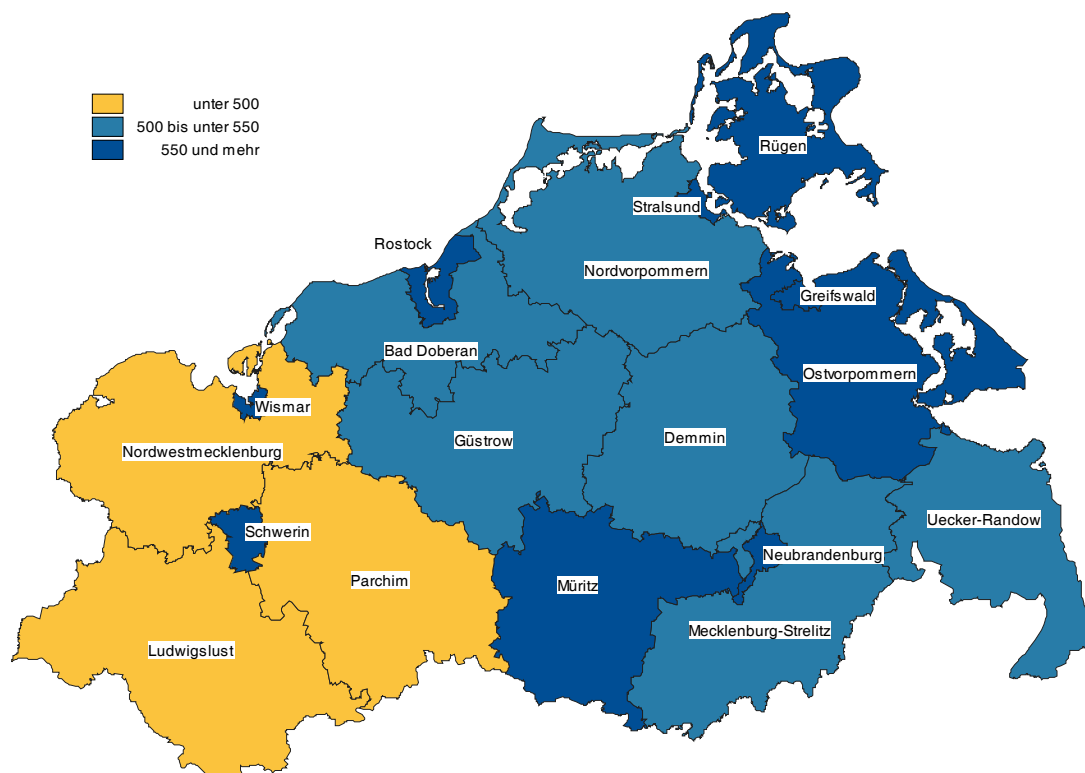 unter 500
500 bis unter 550
550 und mehr
Rügen
Stralsund
Rostock
Nordvorpommern
Greifswald
Bad Doberan
Ostvorpommern
Wismar
Güstrow
Demmin
Nordwestmecklenburg
Uecker-Randow
Schwerin
Neubrandenburg
Parchim
Müritz
Mecklenburg-Strelitz
Ludwigslust